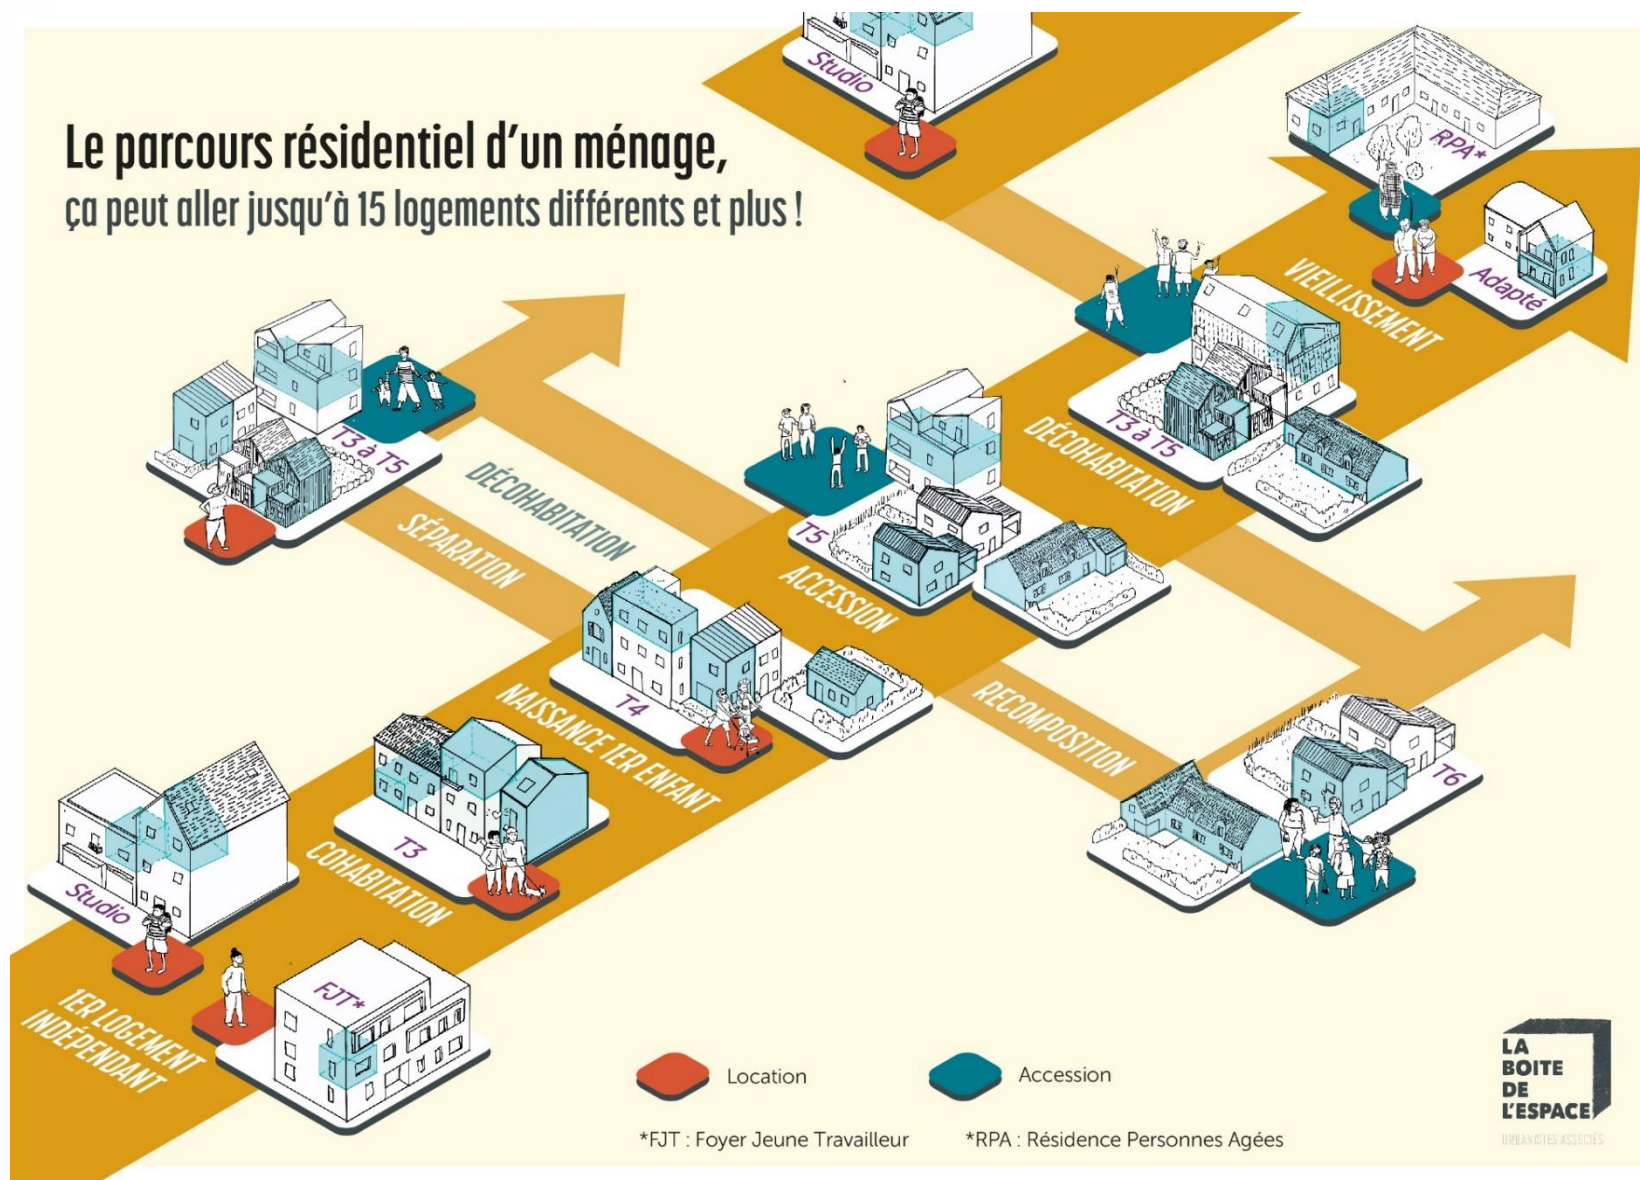 Studio
Le parcours résidentiel d'un ménage,
ça peut aller jusqu'à 15 logements différents et plus !
RPA*
Adapté
VIEILLISSEMENT
T3 à T5
DÉCOHABITATION
T3 à T5
DÉCOHABITATION
SÉPARATION
T5
ACCESSION
T4
NAISSANCE 1ER ENFANT
RECOMPOSITION
T6
T3
COHABITATION
Studio
FJT*
1ER LOGEMENT
INDÉPENDANT
Location
Accession
*FJT : Foyer Jeune Travailleur
*RPA : Résidence Personnes Agées
LA
BOITE
DE
L'ESPACE
URBANISTES ASSOCIÉS